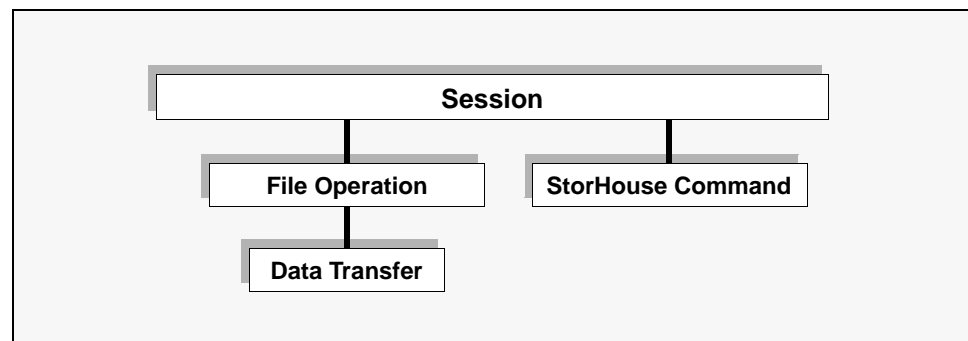 Session
File Operation
StorHouse Command
Data Transfer